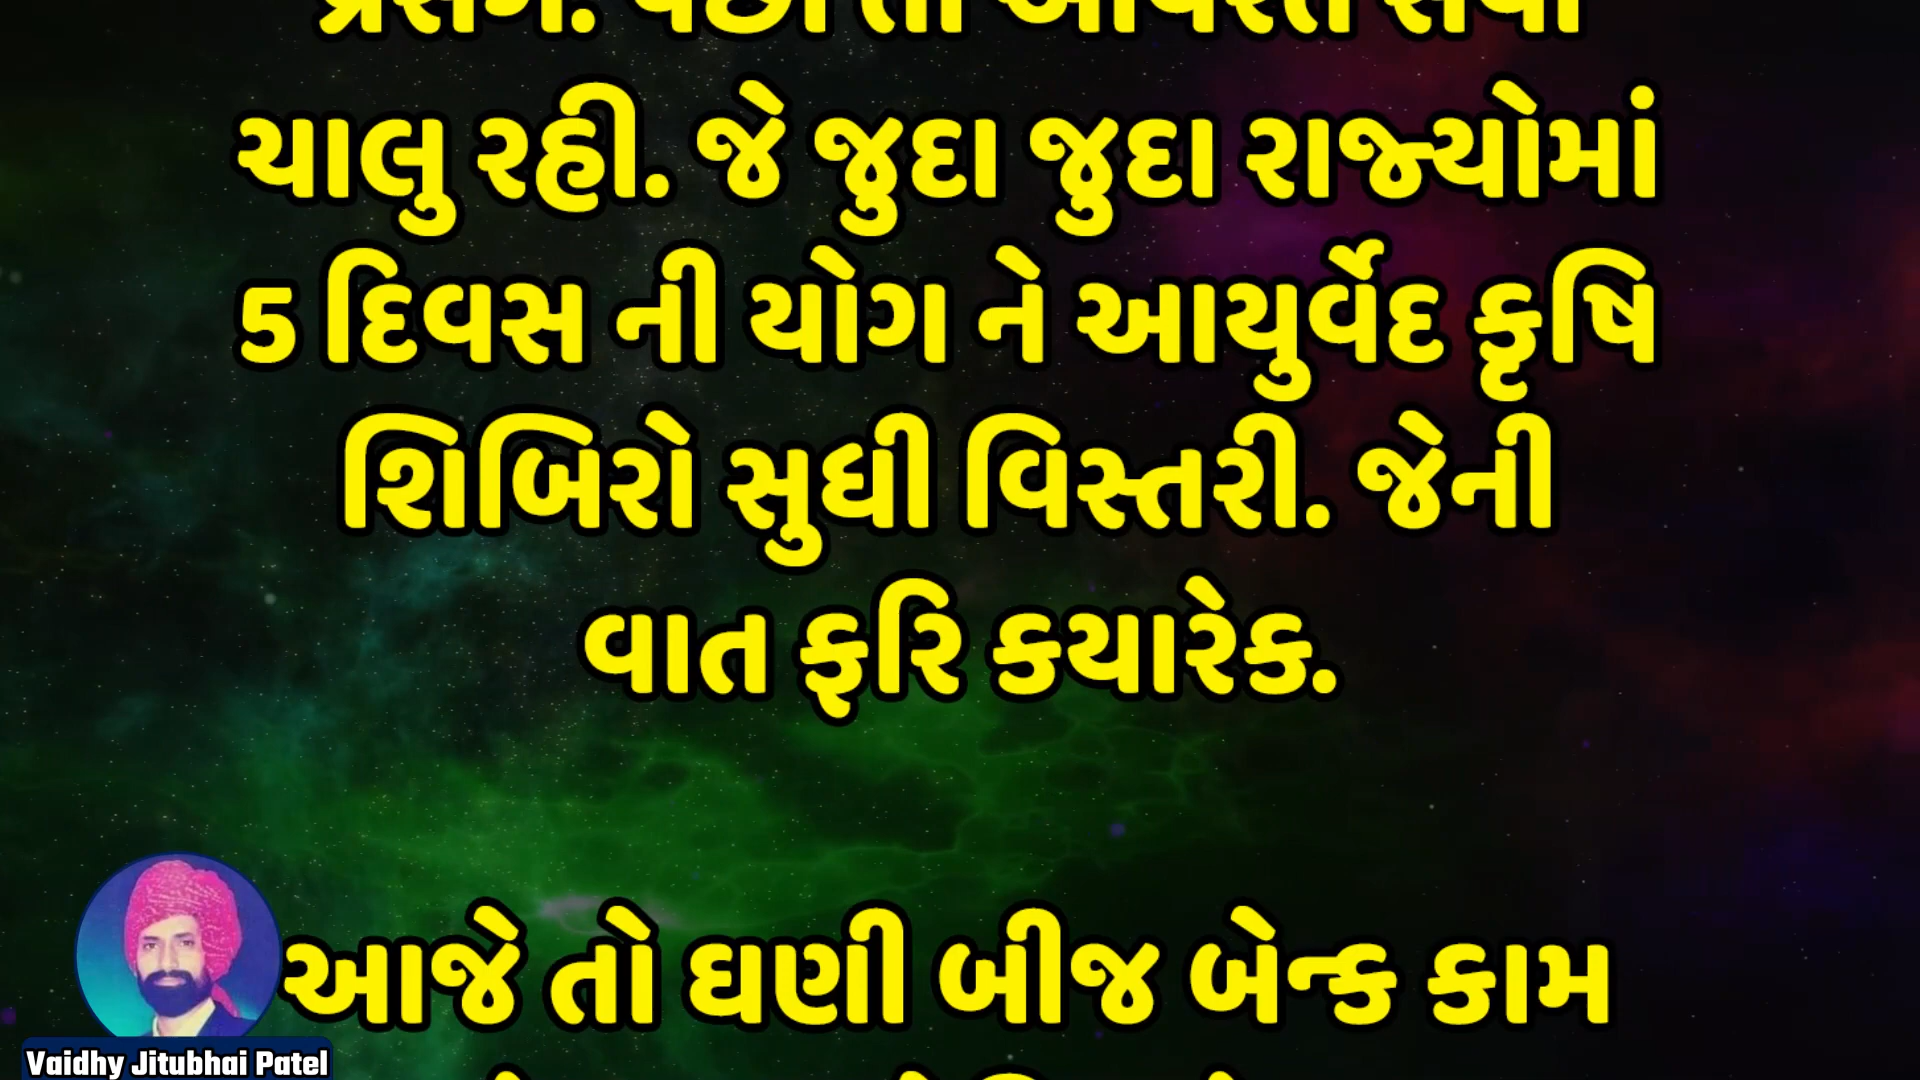 ચાલુ રહી. જે જુદા જુદા રાજ્યોમાં
5 દિવસ ની યોગ ને આયુર્વેદ કૃષિ
શિબિરો સુધી વિસ્તરી. જેની
વાત ફરિ કયારેક.
આજે તો ઘણી બીજ બેન્ક કામ
Vaidhy Jitubhai Patel